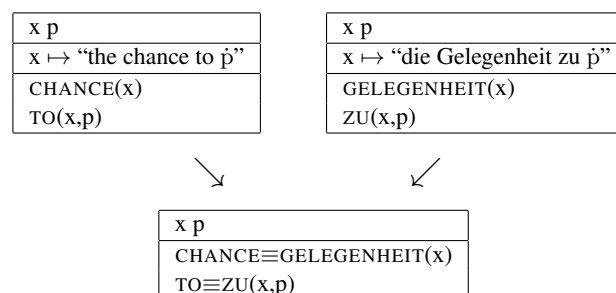 x p
x ↦ “the chance to ṗ”
CHANCE(x)
TO(x,p)
x p
x ↦ “die Gelegenheit zu ṗ”
GELEGENHEIT(x)
ZU(x,p)
x p
CHANCE≡GELEGENHEIT(x)
TO≡ZU(x,p)